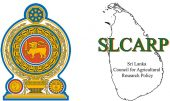 SLCARP
Sri Lanka
Council for Agricultural
Research Policy